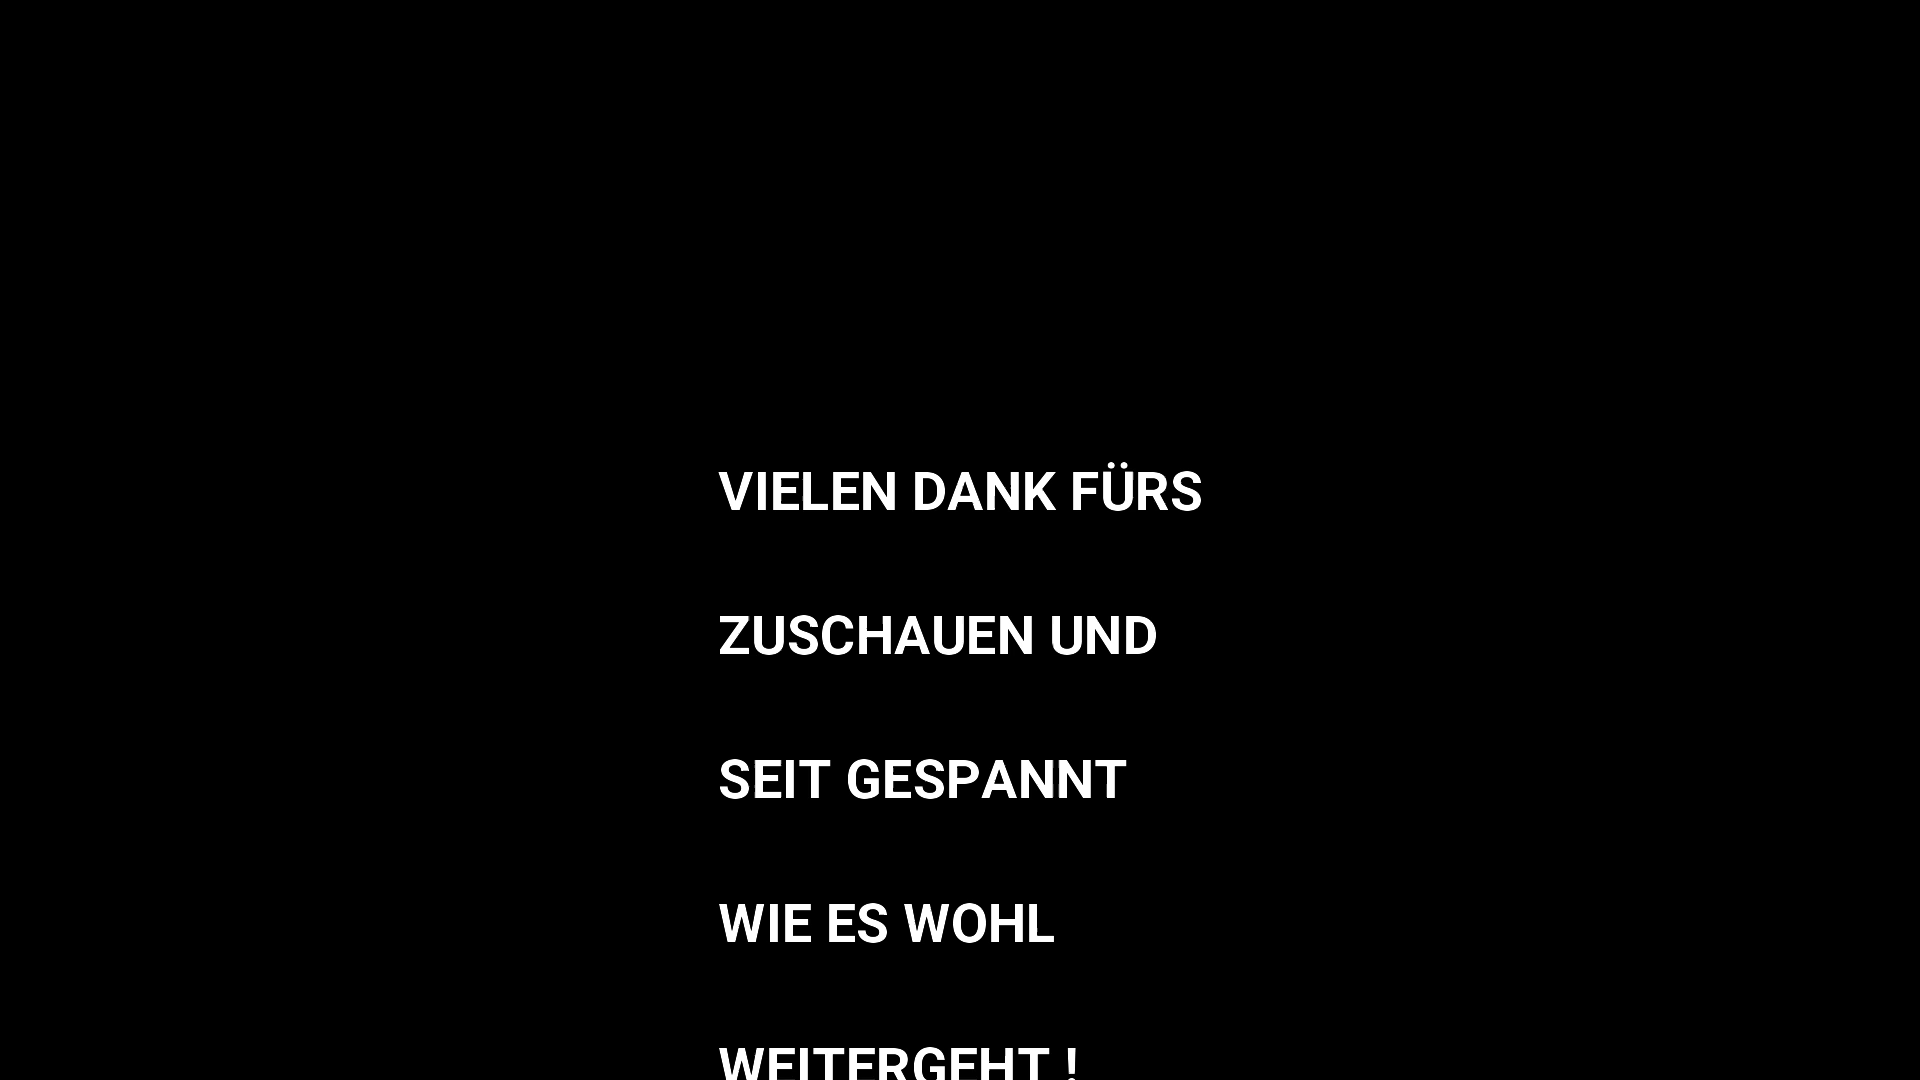 VIELEN DANK FÜRS
ZUSCHAUEN UND
SEIT GESPANNT
WIE ES WOHL
WEITERGEHT !